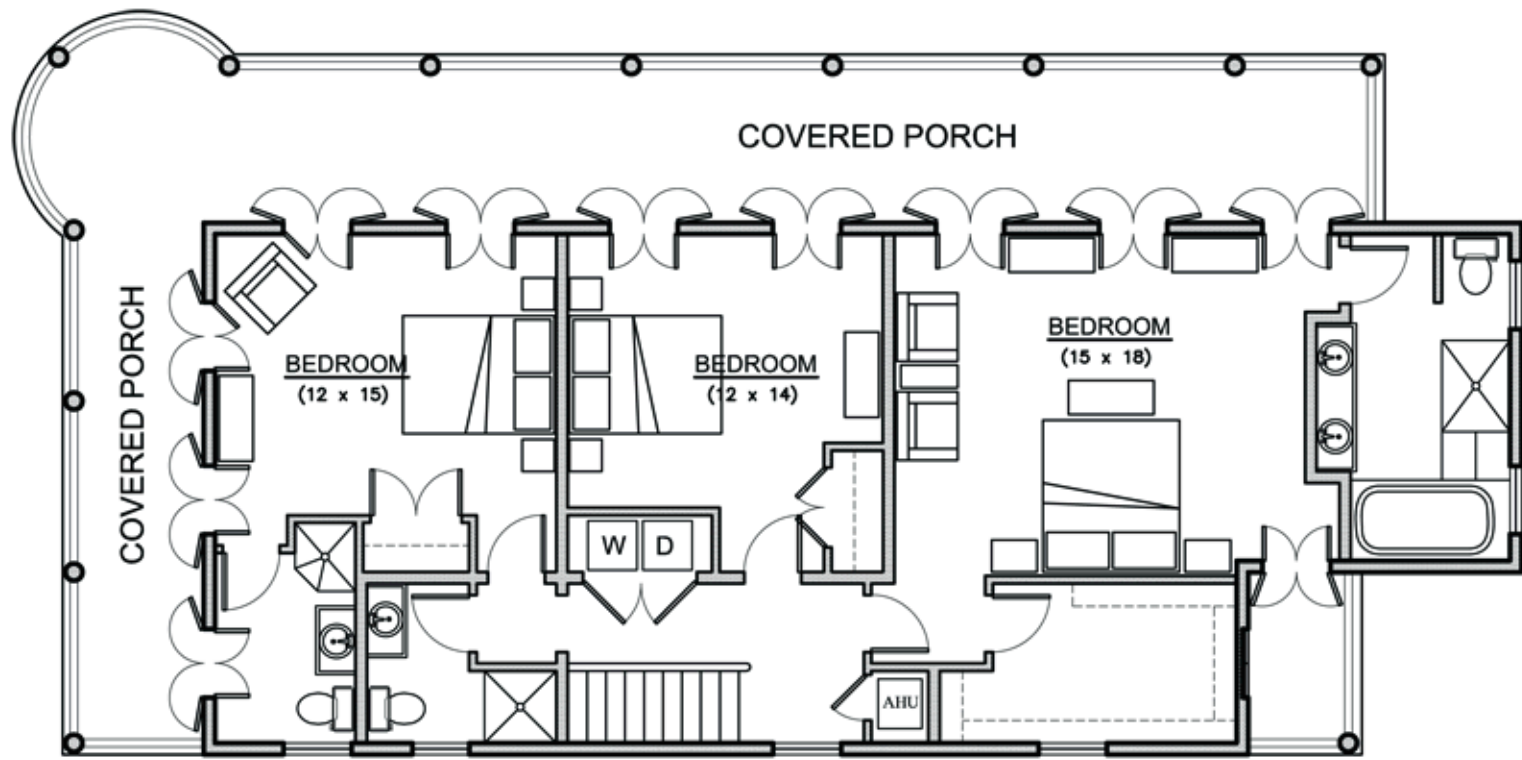 COVERED PORCH
COVERED PORCH
BEDROOM
(12 x 15)
BEDROOM
(12 x 14)
BEDROOM
(15 x 18)
W D
AHU